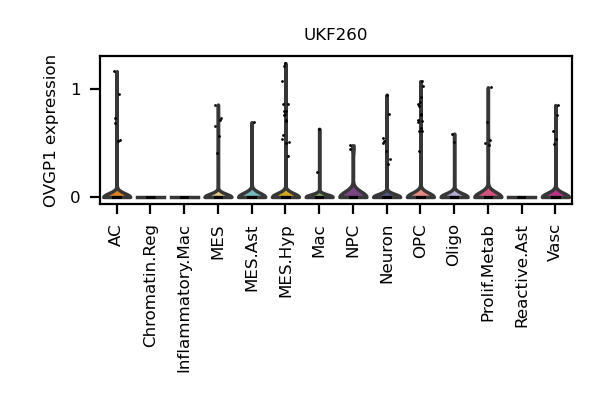 UKF260
OVGP1 expression
1
0
AC
Chromatin.Reg
Inflammatory.Mac
MES
MES.Ast
MES.Hyp
Mac
NPC
Neuron
OPC
Oligo
Prolif.Metab
Reactive.Ast
Vasc